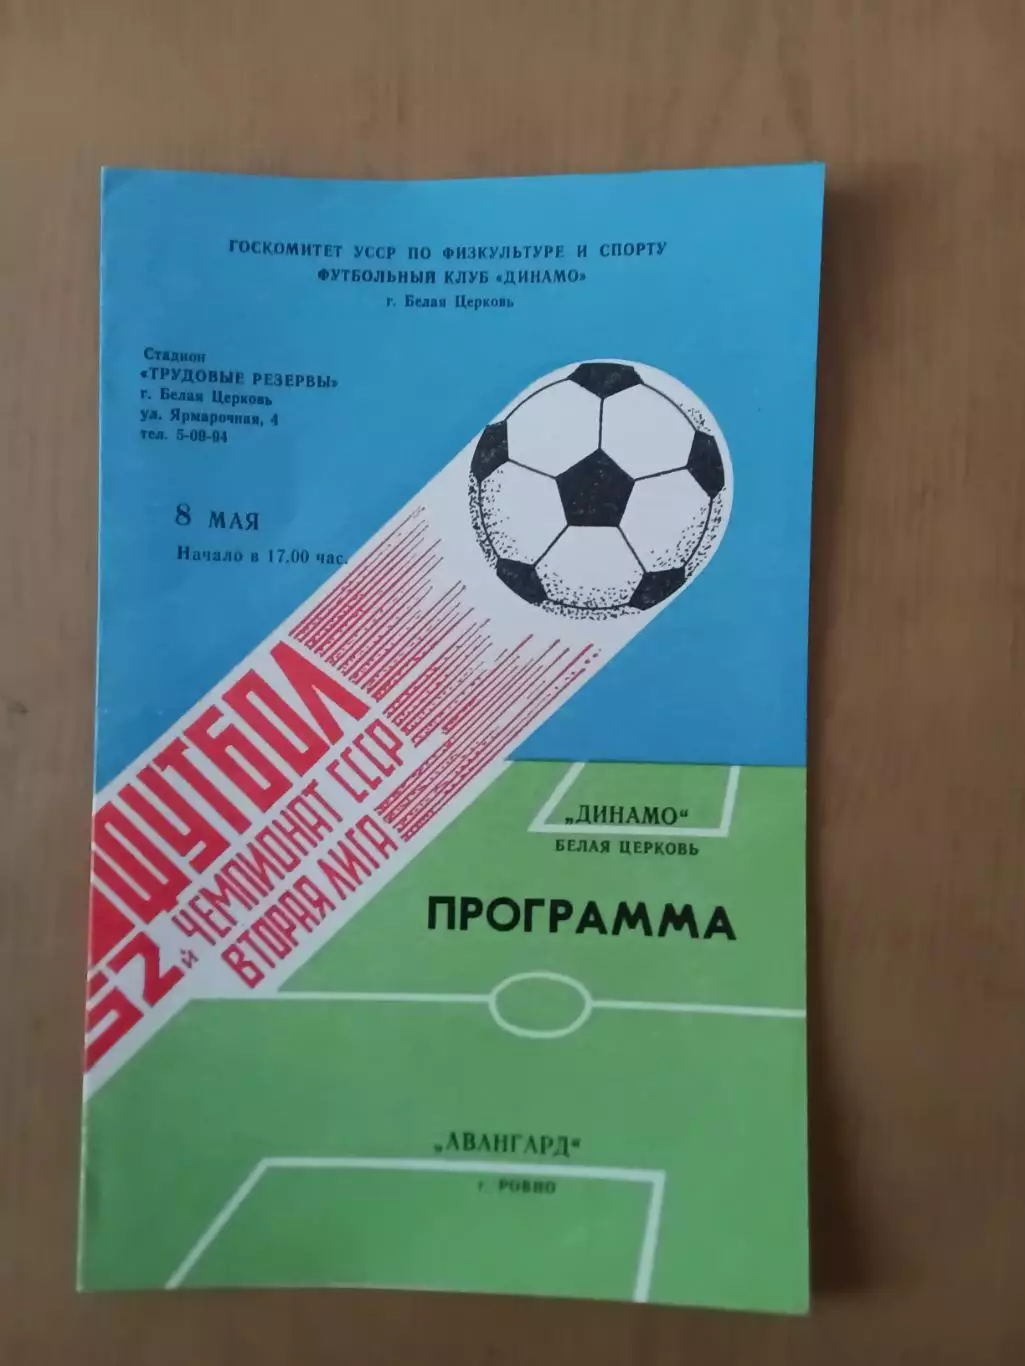 ГОСКОМИТЕТ УССР ПО ФИЗКУЛЬТУРЕ И СПОРТУ
ФУТБОЛЬНЫЙ КЛУБ «ДИНАМО»
г. Белая Церковь
Стадион
«ТРУДОВЫЕ РЕЗЕРВЫ»
г. Белая Церковь
ул. Ярмарочная, 4
тел. 5-09-94
8 МАЯ
Начало в 17.00 час.
ФУТБОЛ
52й ЧЕМПИОНАТ СССР
ВТОРАЯ ЛИГА
„ДИНАМО“
БЕЛАЯ ЦЕРКОВЬ
ПРОГРАММА
„АВАНГАРД“
г. РОВНО